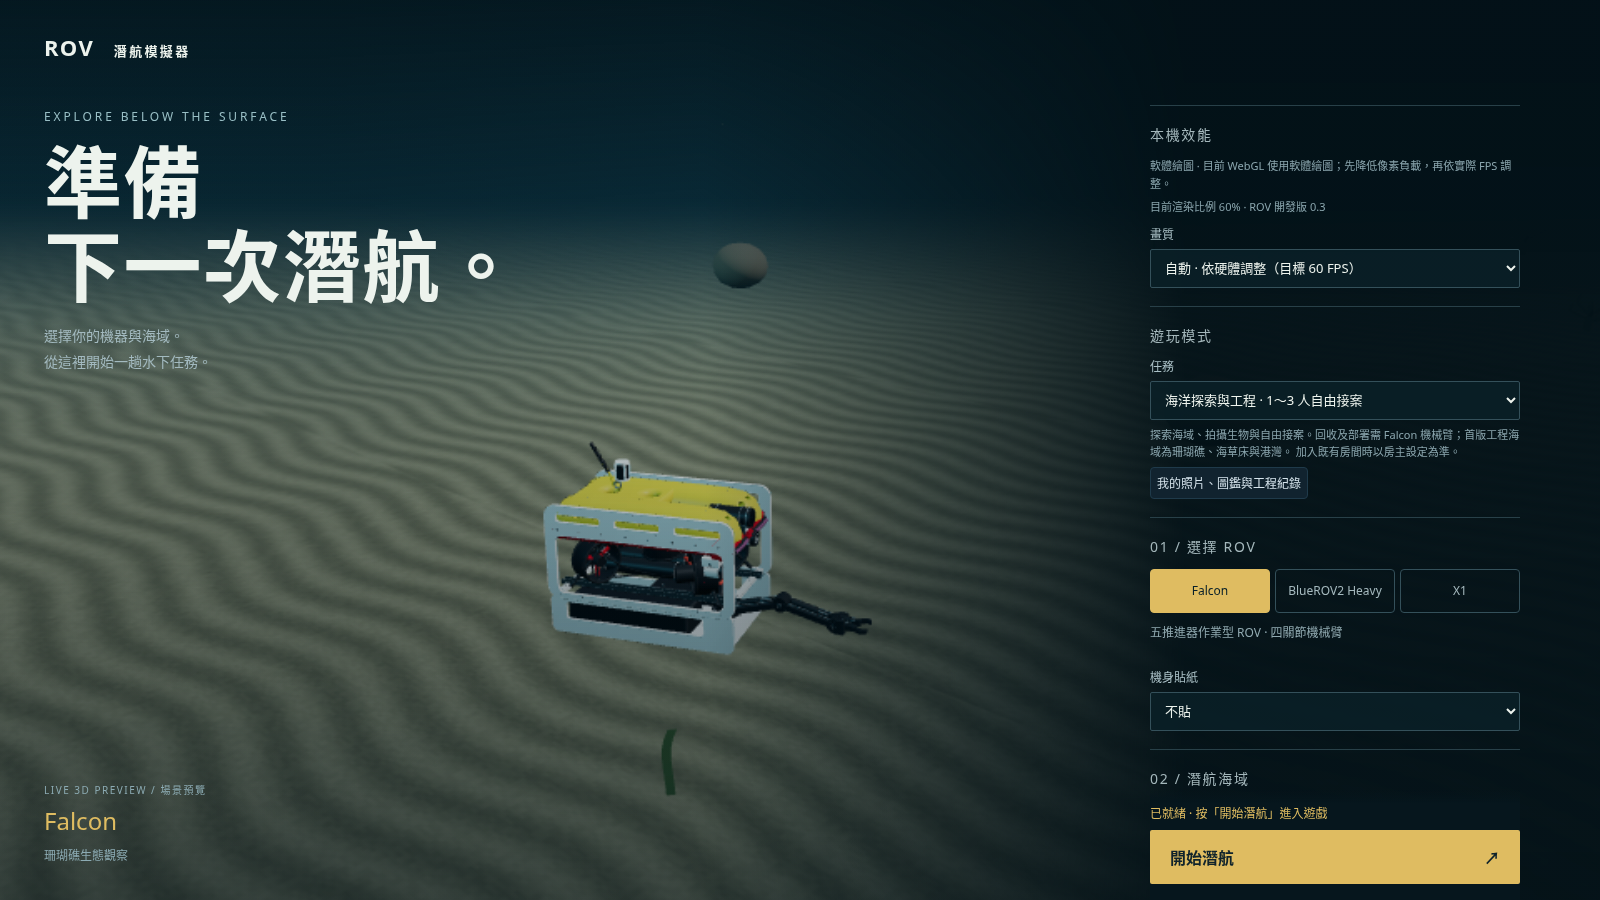 ROV 潛航模擬器
EXPLORE BELOW THE SURFACE
準備
下一次潛航。
選擇你的機器與海域。
從這裡開始一趟水下任務。
LIVE 3D PREVIEW / 場景預覽
Falcon
珊瑚礁生態觀察
本機效能
軟體繪圖 · 目前 WebGL 使用軟體繪圖；先降低像素負載，再依實際 FPS 調
整。
目前渲染比例 60% · ROV 開發版 0.3
畫質
自動 · 依硬體調整（目標 60 FPS）
遊玩模式
任務
海洋探索與工程 · 1～3 人自由接案
探索海域、拍攝生物與自由接案。回收及部署需 Falcon 機械臂；首版工程海
域為珊瑚礁、海草床與港灣。 加入既有房間時以房主設定為準。
我的照片、圖鑑與工程紀錄
01 / 選擇 ROV
Falcon
BlueROV2 Heavy
X1
五推進器作業型 ROV · 四關節機械臂
機身貼紙
不貼
02 / 潛航海域
已就緒 · 按「開始潛航」進入遊戲
開始潛航 ↗